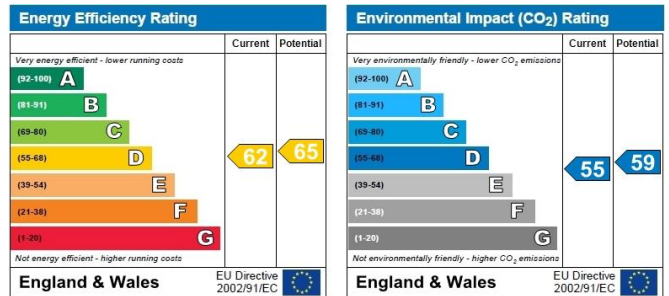 Energy Efficiency Rating
Current Potential
Very energy efficient - lower running costs
(92-100) A
(81-91) B
(69-80) C
(55-68) D
(39-54) E
(21-38) F
(1-20) G
62 65
Not energy efficient - higher running costs
England & Wales
EU Directive
2002/91/EC
Environmental Impact (CO₂) Rating
Current Potential
Very environmentally friendly - lower CO₂ emissions
(92-100) A
(81-91) B
(69-80) C
(55-68) D
(39-54) E
(21-38) F
(1-20) G
55 59
Not environmentally friendly - higher CO₂ emissions
England & Wales
EU Directive
2002/91/EC